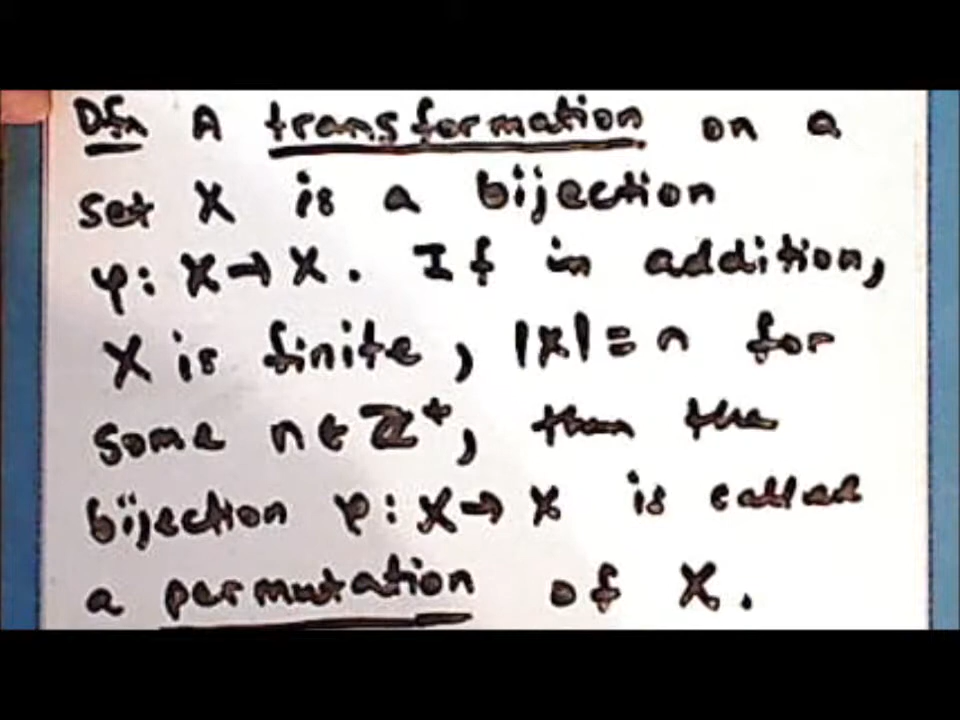 Dfn A transformation on a
set X is a bijection
φ: X→X. If in addition,
X is finite, |X|=n for
some n∈ℤ⁺, then the
bijection φ: X→X is called
a permutation of X.